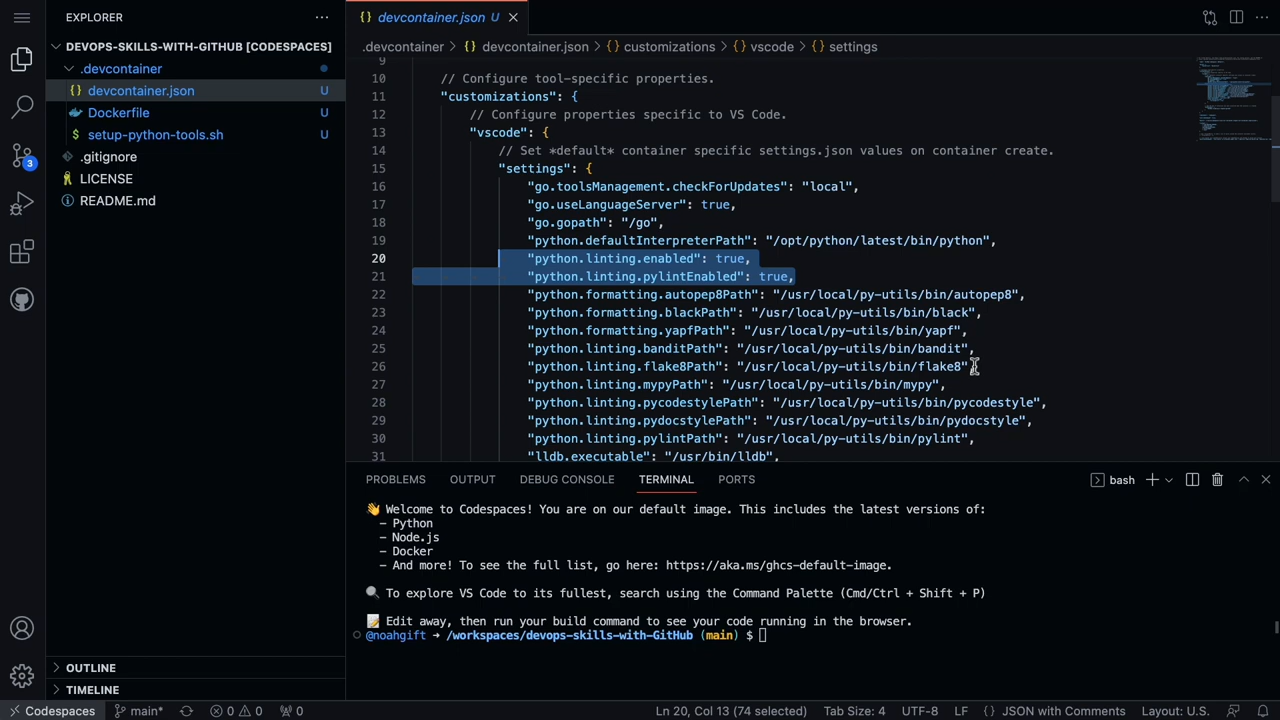 EXPLORER
DEVOPS-SKILLS-WITH-GITHUB [CODESPACES]
.devcontainer
devcontainer.json U
Dockerfile U
setup-python-tools.sh U
.gitignore
LICENSE
README.md
3
OUTLINE
TIMELINE
{} devcontainer.json U
.devcontainer > {} devcontainer.json > {} customizations > {} vscode > {} settings
9
10 // Configure tool-specific properties.
11 "customizations": {
12 // Configure properties specific to VS Code.
13 "vscode": {
14 // Set *default* container specific settings.json values on container create.
15 "settings": {
16 "go.toolsManagement.checkForUpdates": "local",
17 "go.useLanguageServer": true,
18 "go.gopath": "/go",
19 "python.defaultInterpreterPath": "/opt/python/latest/bin/python",
20 "python.linting.enabled": true,
21 "python.linting.pylintEnabled": true,
22 "python.formatting.autopep8Path": "/usr/local/py-utils/bin/autopep8",
23 "python.formatting.blackPath": "/usr/local/py-utils/bin/black",
24 "python.formatting.yapfPath": "/usr/local/py-utils/bin/yapf",
25 "python.linting.banditPath": "/usr/local/py-utils/bin/bandit",
26 "python.linting.flake8Path": "/usr/local/py-utils/bin/flake8"
27 "python.linting.mypyPath": "/usr/local/py-utils/bin/mypy",
28 "python.linting.pycodestylePath": "/usr/local/py-utils/bin/pycodestyle",
29 "python.linting.pydocstylePath": "/usr/local/py-utils/bin/pydocstyle",
30 "python.linting.pylintPath": "/usr/local/py-utils/bin/pylint",
31 "lldb.executable": "/usr/bin/lldb",
PROBLEMS OUTPUT DEBUG CONSOLE TERMINAL PORTS bash
👋 Welcome to Codespaces! You are on our default image. This includes the latest versions of:
- Python
- Node.js
- Docker
- And more! To see the full list, go here: https://aka.ms/ghcs-default-image.
🔍 To explore VS Code to its fullest, search using the Command Palette (Cmd/Ctrl + Shift + P)
📝 Edit away, then run your build command to see your code running in the browser.
@noahgift ➜ /workspaces/devops-skills-with-GitHub (main) $
Codespaces main* 0 0 0 Ln 20, Col 13 (74 selected) Tab Size: 4 UTF-8 LF {} JSON with Comments Layout: U.S.